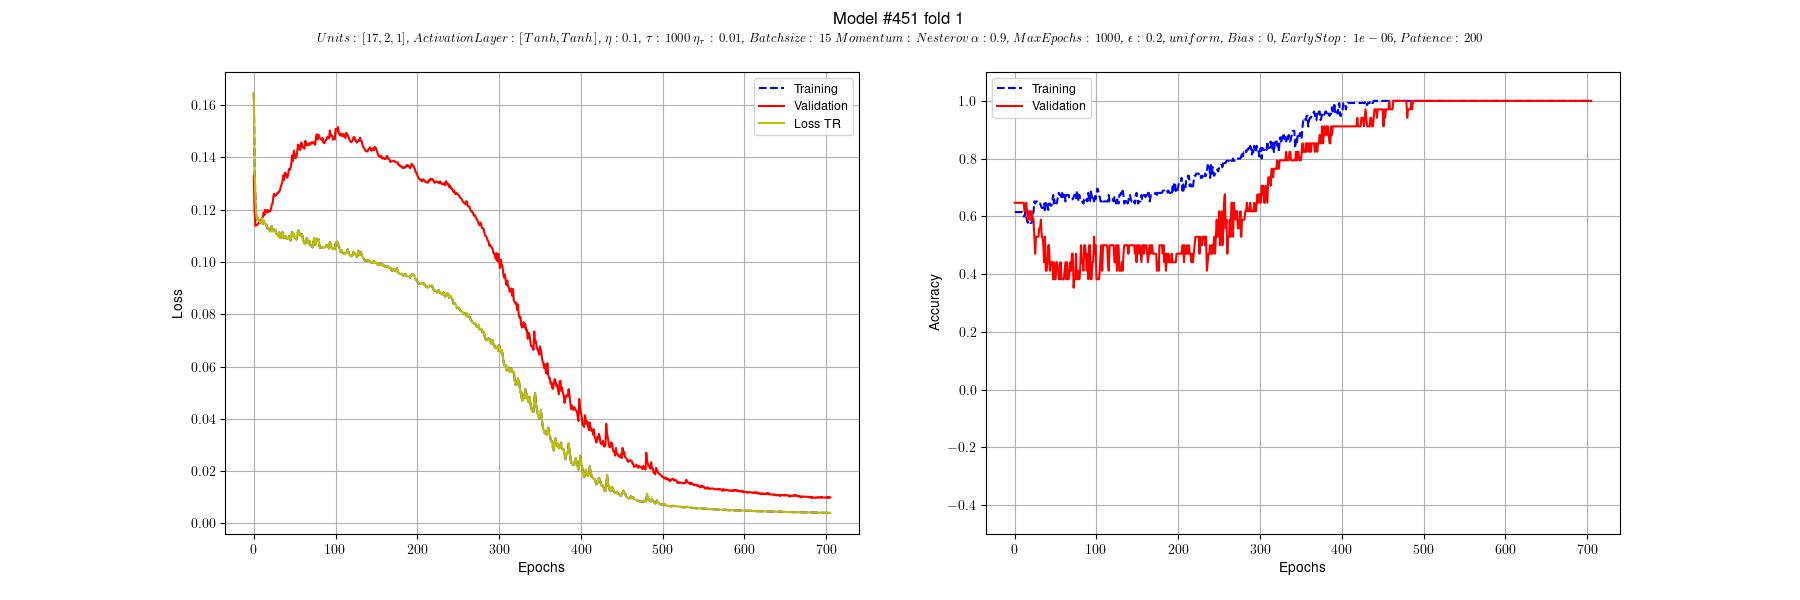 Model #451 fold 1
Units : [17, 2, 1], ActivationLayer : [Tanh, Tanh], η : 0.1, τ : 1000 η_τ : 0.01, Batchsize : 15 Momentum : Nesterov α : 0.9, MaxEpochs : 1000, ϵ : 0.2, uniform, Bias : 0, EarlyStop : 1e − 06, Patience : 200
Training
Validation
Loss TR
0.16
0.14
0.12
0.10
0.08
0.06
0.04
0.02
0.00
Loss
0 100 200 300 400 500 600 700
Epochs
Training
Validation
1.0
0.8
0.6
0.4
0.2
0.0
−0.2
−0.4
Accuracy
0 100 200 300 400 500 600 700
Epochs